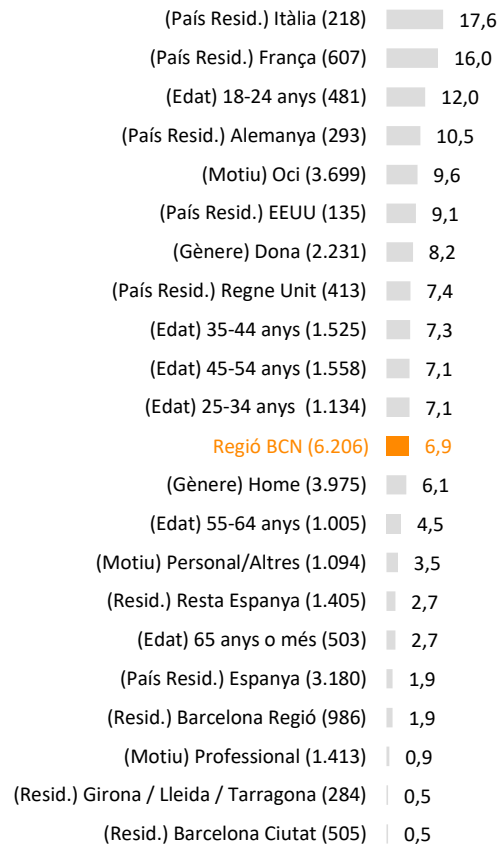 (País Resid.) Itàlia (218) 17,6
(País Resid.) França (607) 16,0
(Edat) 18-24 anys (481) 12,0
(País Resid.) Alemanya (293) 10,5
(Motiu) Oci (3.699) 9,6
(País Resid.) EEUU (135) 9,1
(Gènere) Dona (2.231) 8,2
(País Resid.) Regne Unit (413) 7,4
(Edat) 35-44 anys (1.525) 7,3
(Edat) 45-54 anys (1.558) 7,1
(Edat) 25-34 anys (1.134) 7,1
Regió BCN (6.206) 6,9
(Gènere) Home (3.975) 6,1
(Edat) 55-64 anys (1.005) 4,5
(Motiu) Personal/Altres (1.094) 3,5
(Resid.) Resta Espanya (1.405) 2,7
(Edat) 65 anys o més (503) 2,7
(País Resid.) Espanya (3.180) 1,9
(Resid.) Barcelona Regió (986) 1,9
(Motiu) Professional (1.413) 0,9
(Resid.) Girona / Lleida / Tarragona (284) 0,5
(Resid.) Barcelona Ciutat (505) 0,5